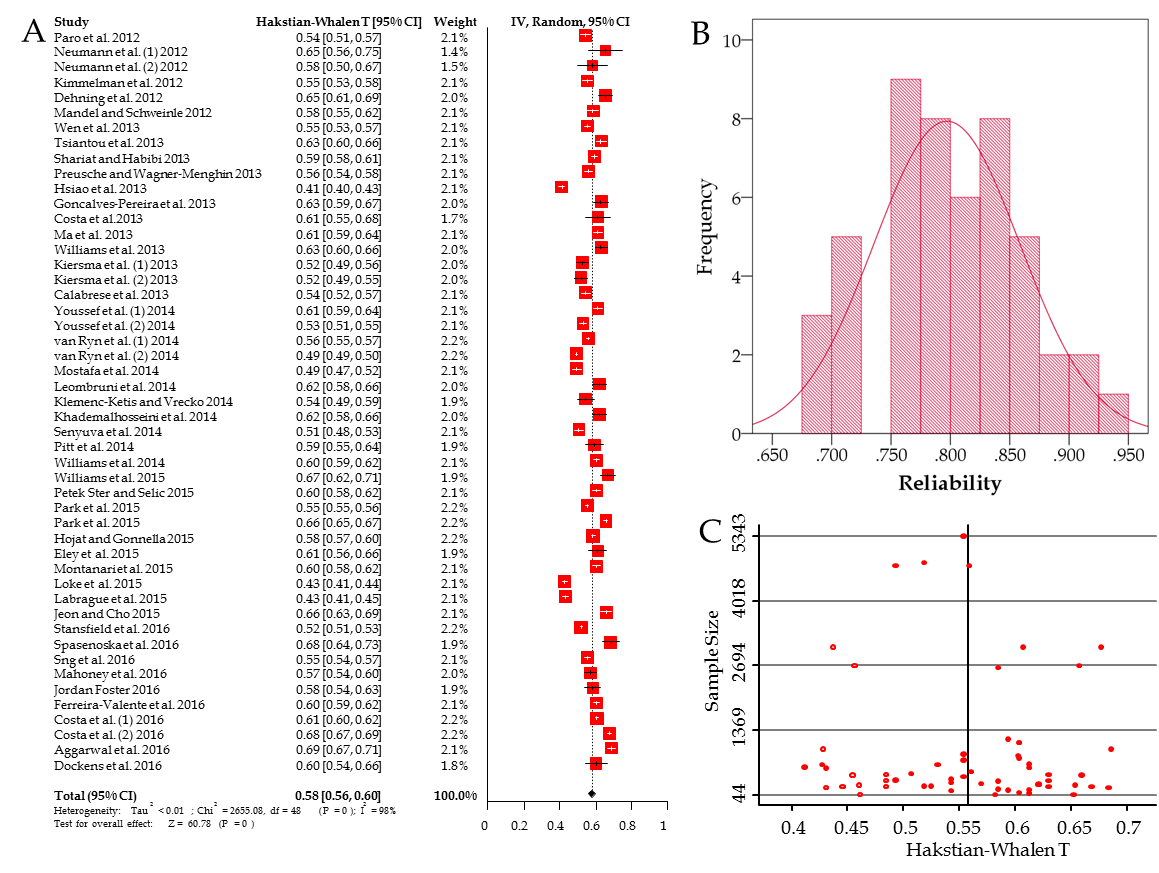 A
Study Hakstian-Whalen T [95% CI] Weight IV, Random, 95% CI
Paro et al. 2012 0.54 [0.51, 0.57] 2.1%
Neumann et al. (1) 2012 0.65 [0.56, 0.75] 1.4%
Neumann et al. (2) 2012 0.58 [0.50, 0.67] 1.5%
Kimmelman et al. 2012 0.55 [0.53, 0.58] 2.1%
Dehning et al. 2012 0.65 [0.61, 0.69] 2.0%
Mandel and Schweinle 2012 0.58 [0.55, 0.62] 2.1%
Wen et al. 2013 0.55 [0.53, 0.57] 2.1%
Tsiantou et al. 2013 0.63 [0.60, 0.66] 2.1%
Shariat and Habibi 2013 0.59 [0.58, 0.61] 2.1%
Preusche and Wagner-Menghin 2013 0.56 [0.54, 0.58] 2.1%
Hsiao et al. 2013 0.41 [0.40, 0.43] 2.1%
Goncalves-Pereira et al. 2013 0.63 [0.59, 0.67] 2.0%
Costa et al.2013 0.61 [0.55, 0.68] 1.7%
Ma et al. 2013 0.61 [0.59, 0.64] 2.1%
Williams et al. 2013 0.63 [0.60, 0.66] 2.0%
Kiersma et al. (1) 2013 0.52 [0.49, 0.56] 2.0%
Kiersma et al. (2) 2013 0.52 [0.49, 0.55] 2.0%
Calabrese et al. 2013 0.54 [0.52, 0.57] 2.1%
Youssef et al. (1) 2014 0.61 [0.59, 0.64] 2.1%
Youssef et al. (2) 2014 0.53 [0.51, 0.55] 2.1%
van Ryn et al. (1) 2014 0.56 [0.55, 0.57] 2.2%
van Ryn et al. (2) 2014 0.49 [0.49, 0.50] 2.2%
Mostafa et al. 2014 0.49 [0.47, 0.52] 2.1%
Leombruni et al. 2014 0.62 [0.58, 0.66] 2.0%
Klemenc-Ketis and Vrecko 2014 0.54 [0.49, 0.59] 1.9%
Khademalhosseini et al. 2014 0.62 [0.58, 0.66] 2.0%
Senyuva et al. 2014 0.51 [0.48, 0.53] 2.1%
Pitt et al. 2014 0.59 [0.55, 0.64] 1.9%
Williams et al. 2014 0.60 [0.59, 0.62] 2.1%
Williams et al. 2015 0.67 [0.62, 0.71] 1.9%
Petek Ster and Selic 2015 0.60 [0.58, 0.62] 2.1%
Park et al. 2015 0.55 [0.55, 0.56] 2.2%
Park et al. 2015 0.66 [0.65, 0.67] 2.2%
Hojat and Gonnella 2015 0.58 [0.57, 0.60] 2.2%
Eley et al. 2015 0.61 [0.56, 0.66] 1.9%
Montanari et al. 2015 0.60 [0.58, 0.62] 2.1%
Loke et al. 2015 0.43 [0.41, 0.44] 2.1%
Labrague et al. 2015 0.43 [0.41, 0.45] 2.1%
Jeon and Cho 2015 0.66 [0.63, 0.69] 2.1%
Stansfield et al. 2016 0.52 [0.51, 0.53] 2.2%
Spasenoska et al. 2016 0.68 [0.64, 0.73] 1.9%
Sng et al. 2016 0.55 [0.54, 0.57] 2.1%
Mahoney et al. 2016 0.57 [0.54, 0.60] 2.0%
Jordan Foster 2016 0.58 [0.54, 0.63] 1.9%
Ferreira-Valente et al. 2016 0.60 [0.59, 0.62] 2.1%
Costa et al. (1) 2016 0.61 [0.60, 0.62] 2.2%
Costa et al. (2) 2016 0.68 [0.67, 0.69] 2.2%
Aggarwal et al. 2016 0.69 [0.67, 0.71] 2.1%
Dockens et al. 2016 0.60 [0.54, 0.66] 1.8%
Total (95% CI) 0.58 [0.56, 0.60] 100.0%
Heterogeneity: Tau² < 0.01 ; Chi² = 2655.08, df = 48 (P = 0); I² = 98%
Test for overall effect: Z = 60.78 (P = 0)
0 0.2 0.4 0.6 0.8 1
B
Frequency
10
8
6
4
2
0
.650 .700 .750 .800 .850 .900 .950
Reliability
C
Sample Size
5343
4018
2694
1369
44
0.4 0.45 0.5 0.55 0.6 0.65 0.7
Hakstian-Whalen T